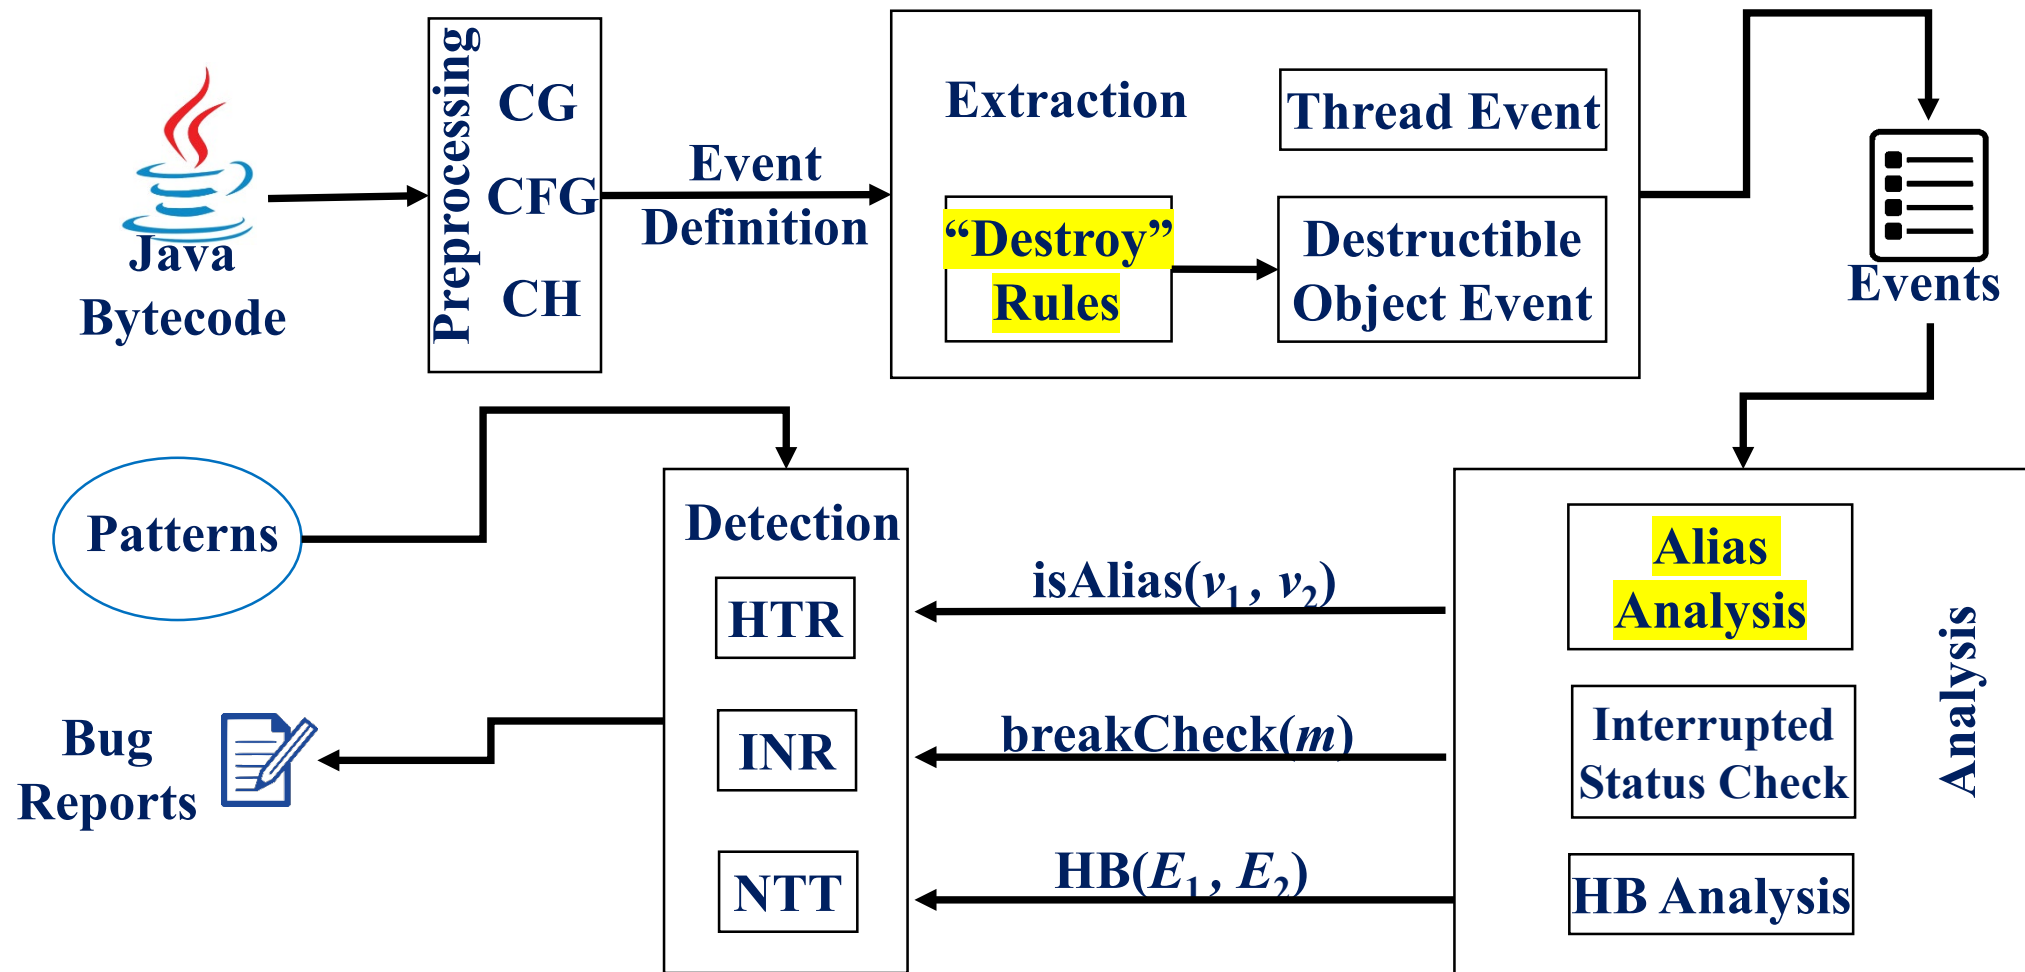 Java
Bytecode
Preprocessing
CG
CFG
CH
Event
Definition
Extraction
Thread Event
“Destroy”
Rules
Destructible
Object Event
Events
Patterns
Detection
HTR
INR
NTT
isAlias(v₁, v₂)
breakCheck(m)
HB(E₁, E₂)
Alias
Analysis
Interrupted
Status Check
HB Analysis
Analysis
Bug
Reports